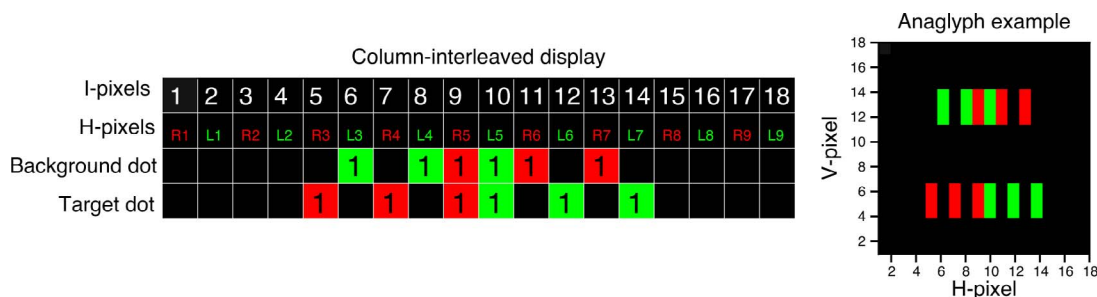 Column-interleaved display
I-pixels 1 2 3 4 5 6 7 8 9 10 11 12 13 14 15 16 17 18
H-pixels R1 L1 R2 L2 R3 L3 R4 L4 R5 L5 R6 L6 R7 L7 R8 L8 R9 L9
Background dot 1 1 1 1 1 1
Target dot 1 1 1 1 1 1
Anaglyph example
V-pixel
18
16
14
12
10
8
6
4
2
2 4 6 8 10 12 14 16 18
H-pixel